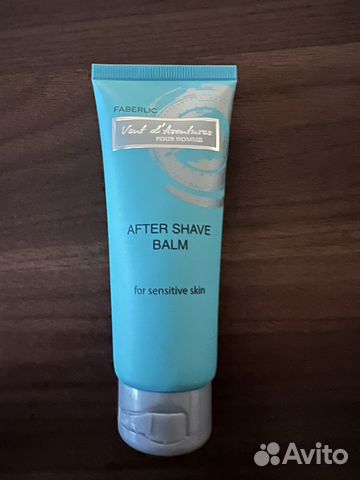 FABERLIC
Vent d'Aventures
POUR HOMME
AFTER SHAVE
BALM
for sensitive skin
Avito